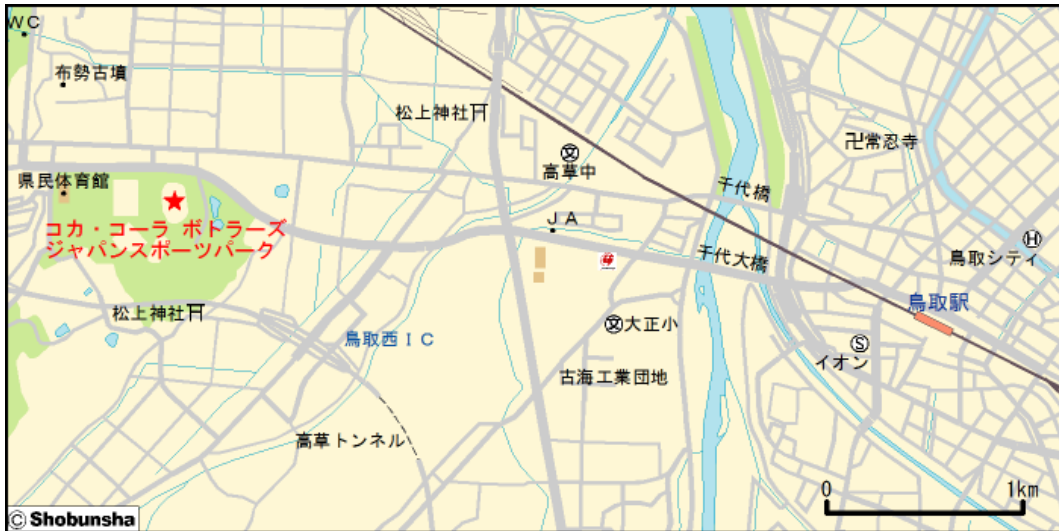 WC
布勢古墳
松上神社
卍常忍寺
文
高草中
県民体育館
千代橋
コカ・コーラ ボトラーズ
ジャパンスポーツパーク
JA
H
千代大橋
鳥取シティ
鳥取駅
松上神社
文大正小
鳥取西IC
S
イオン
古海工業団地
高草トンネル
0 1km
© Shobunsha